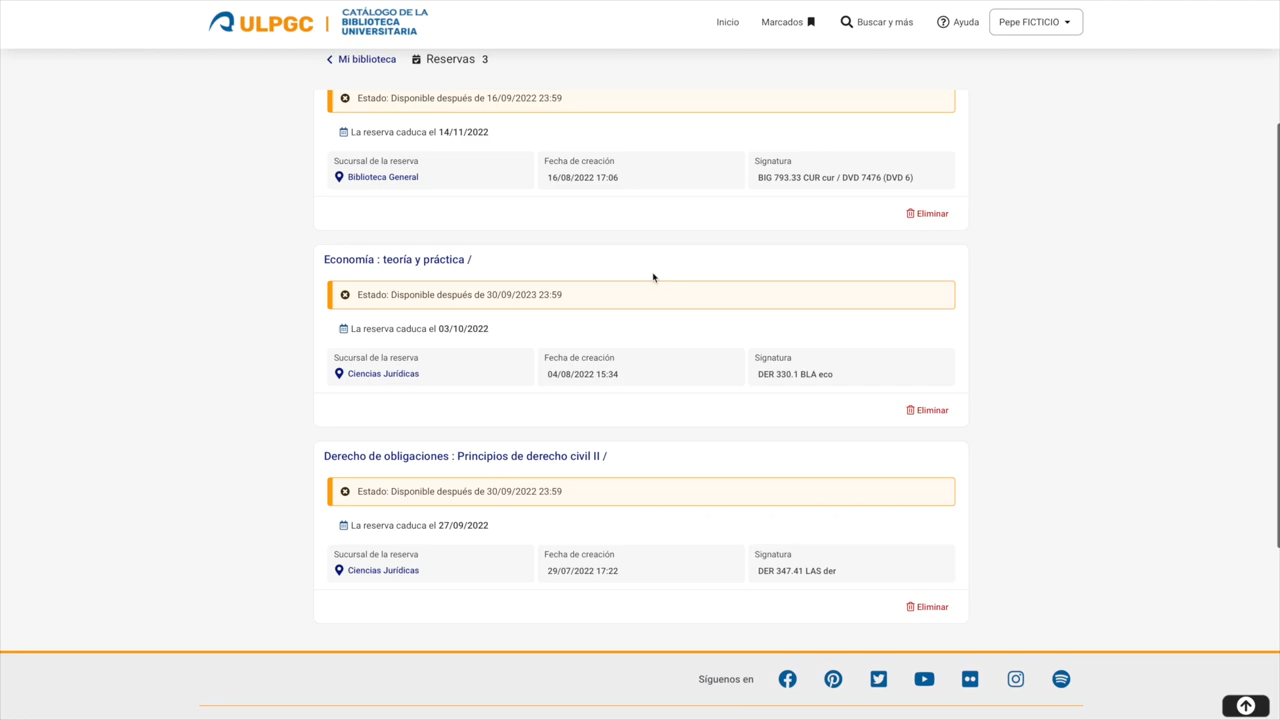 ULPGC
CATÁLOGO DE LA
BIBLIOTECA
UNIVERSITARIA
Inicio
Marcados
Buscar y más
Ayuda
Pepe FICTICIO
Mi biblioteca
Reservas 3
Estado: Disponible después de 16/09/2022 23:59
La reserva caduca el 14/11/2022
Sucursal de la reserva
Biblioteca General
Fecha de creación
16/08/2022 17:06
Signatura
BIG 793.33 CUR cur / DVD 7476 (DVD 6)
Eliminar
Economía : teoría y práctica /
Estado: Disponible después de 30/09/2023 23:59
La reserva caduca el 03/10/2022
Sucursal de la reserva
Ciencias Jurídicas
Fecha de creación
04/08/2022 15:34
Signatura
DER 330.1 BLA eco
Eliminar
Derecho de obligaciones : Principios de derecho civil II /
Estado: Disponible después de 30/09/2022 23:59
La reserva caduca el 27/09/2022
Sucursal de la reserva
Ciencias Jurídicas
Fecha de creación
29/07/2022 17:22
Signatura
DER 347.41 LAS der
Eliminar
Síguenos en